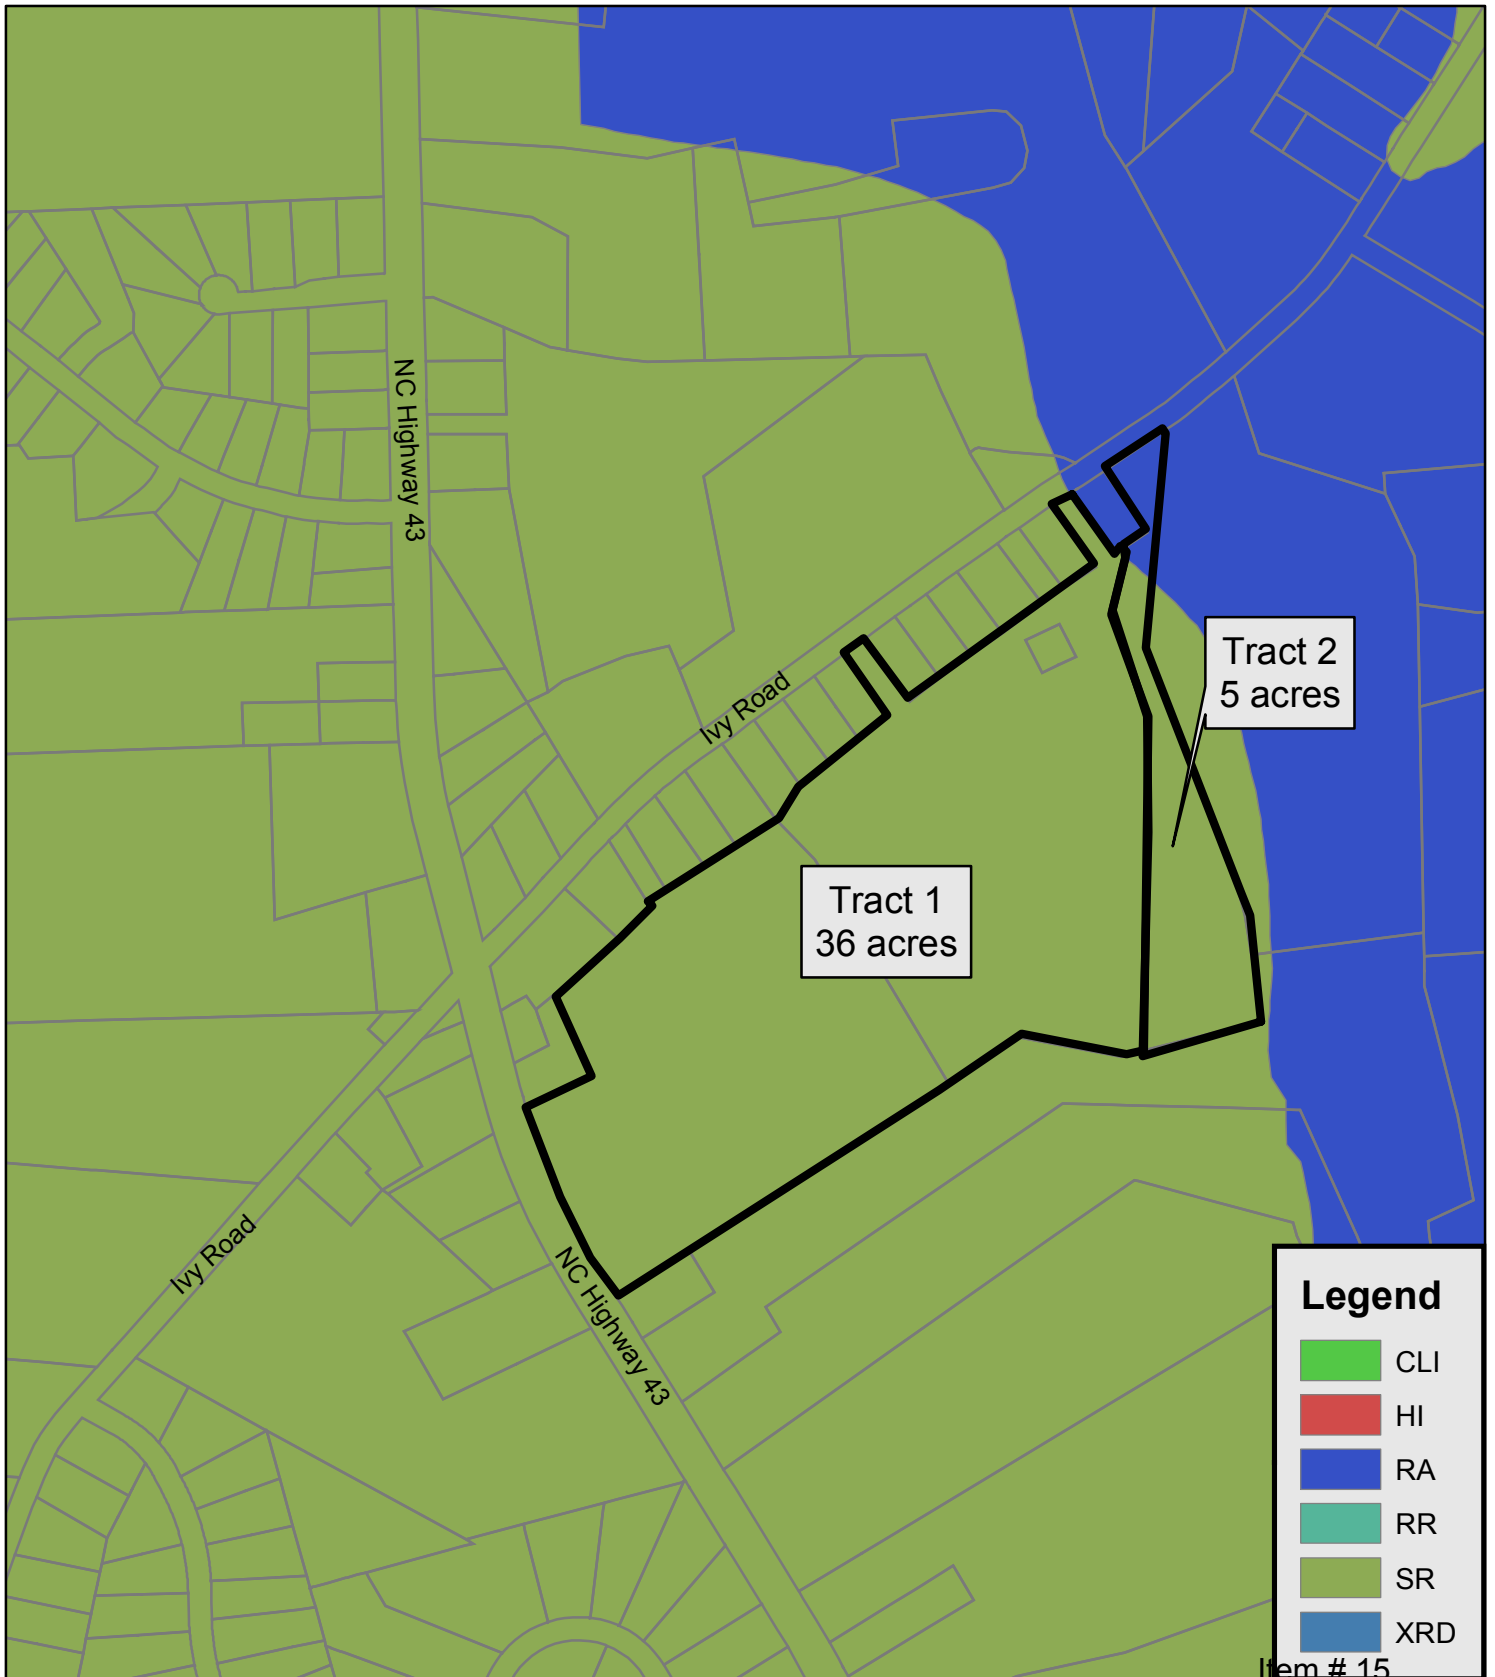 NC Highway 43
Tract 2
5 acres
Ivy Road
Tract 1
36 acres
Ivy Road
NC Highway 43
Legend
CLI
HI
RA
RR
SR
XRD
Item # 15